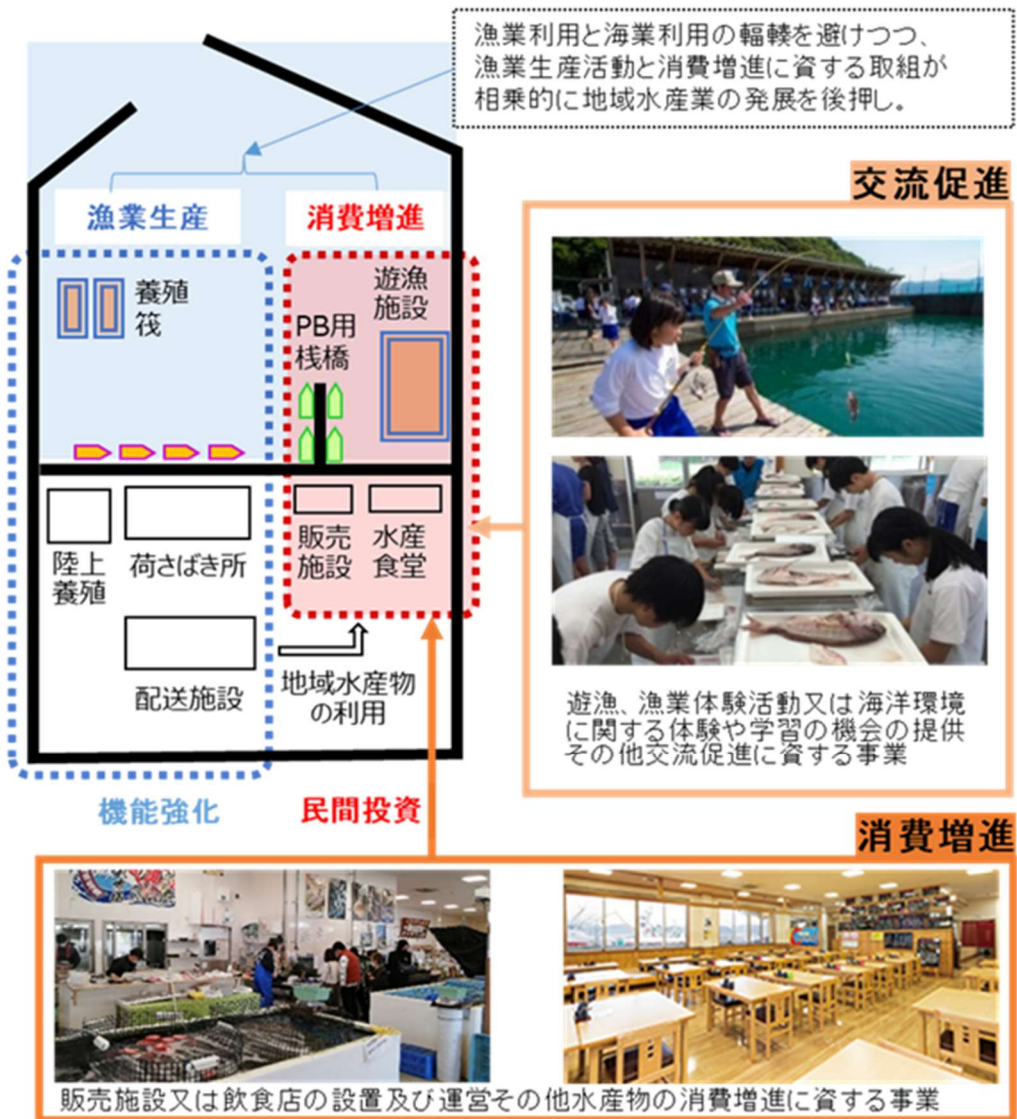 漁業利用と海業利用の輻輳を避けつつ、
漁業生産活動と消費増進に資する取組が
相乗的に地域水産業の発展を後押し。
漁業生産
消費増進
養殖
筏
PB用
桟橋
遊漁
施設
陸上
養殖
荷さばき所
販売
施設
水産
食堂
配送施設
地域水産物
の利用
機能強化
民間投資
交流促進
遊漁、漁業体験活動又は海洋環境
に関する体験や学習の機会の提供
その他交流促進に資する事業
消費増進
販売施設又は飲食店の設置及び運営その他水産物の消費増進に資する事業